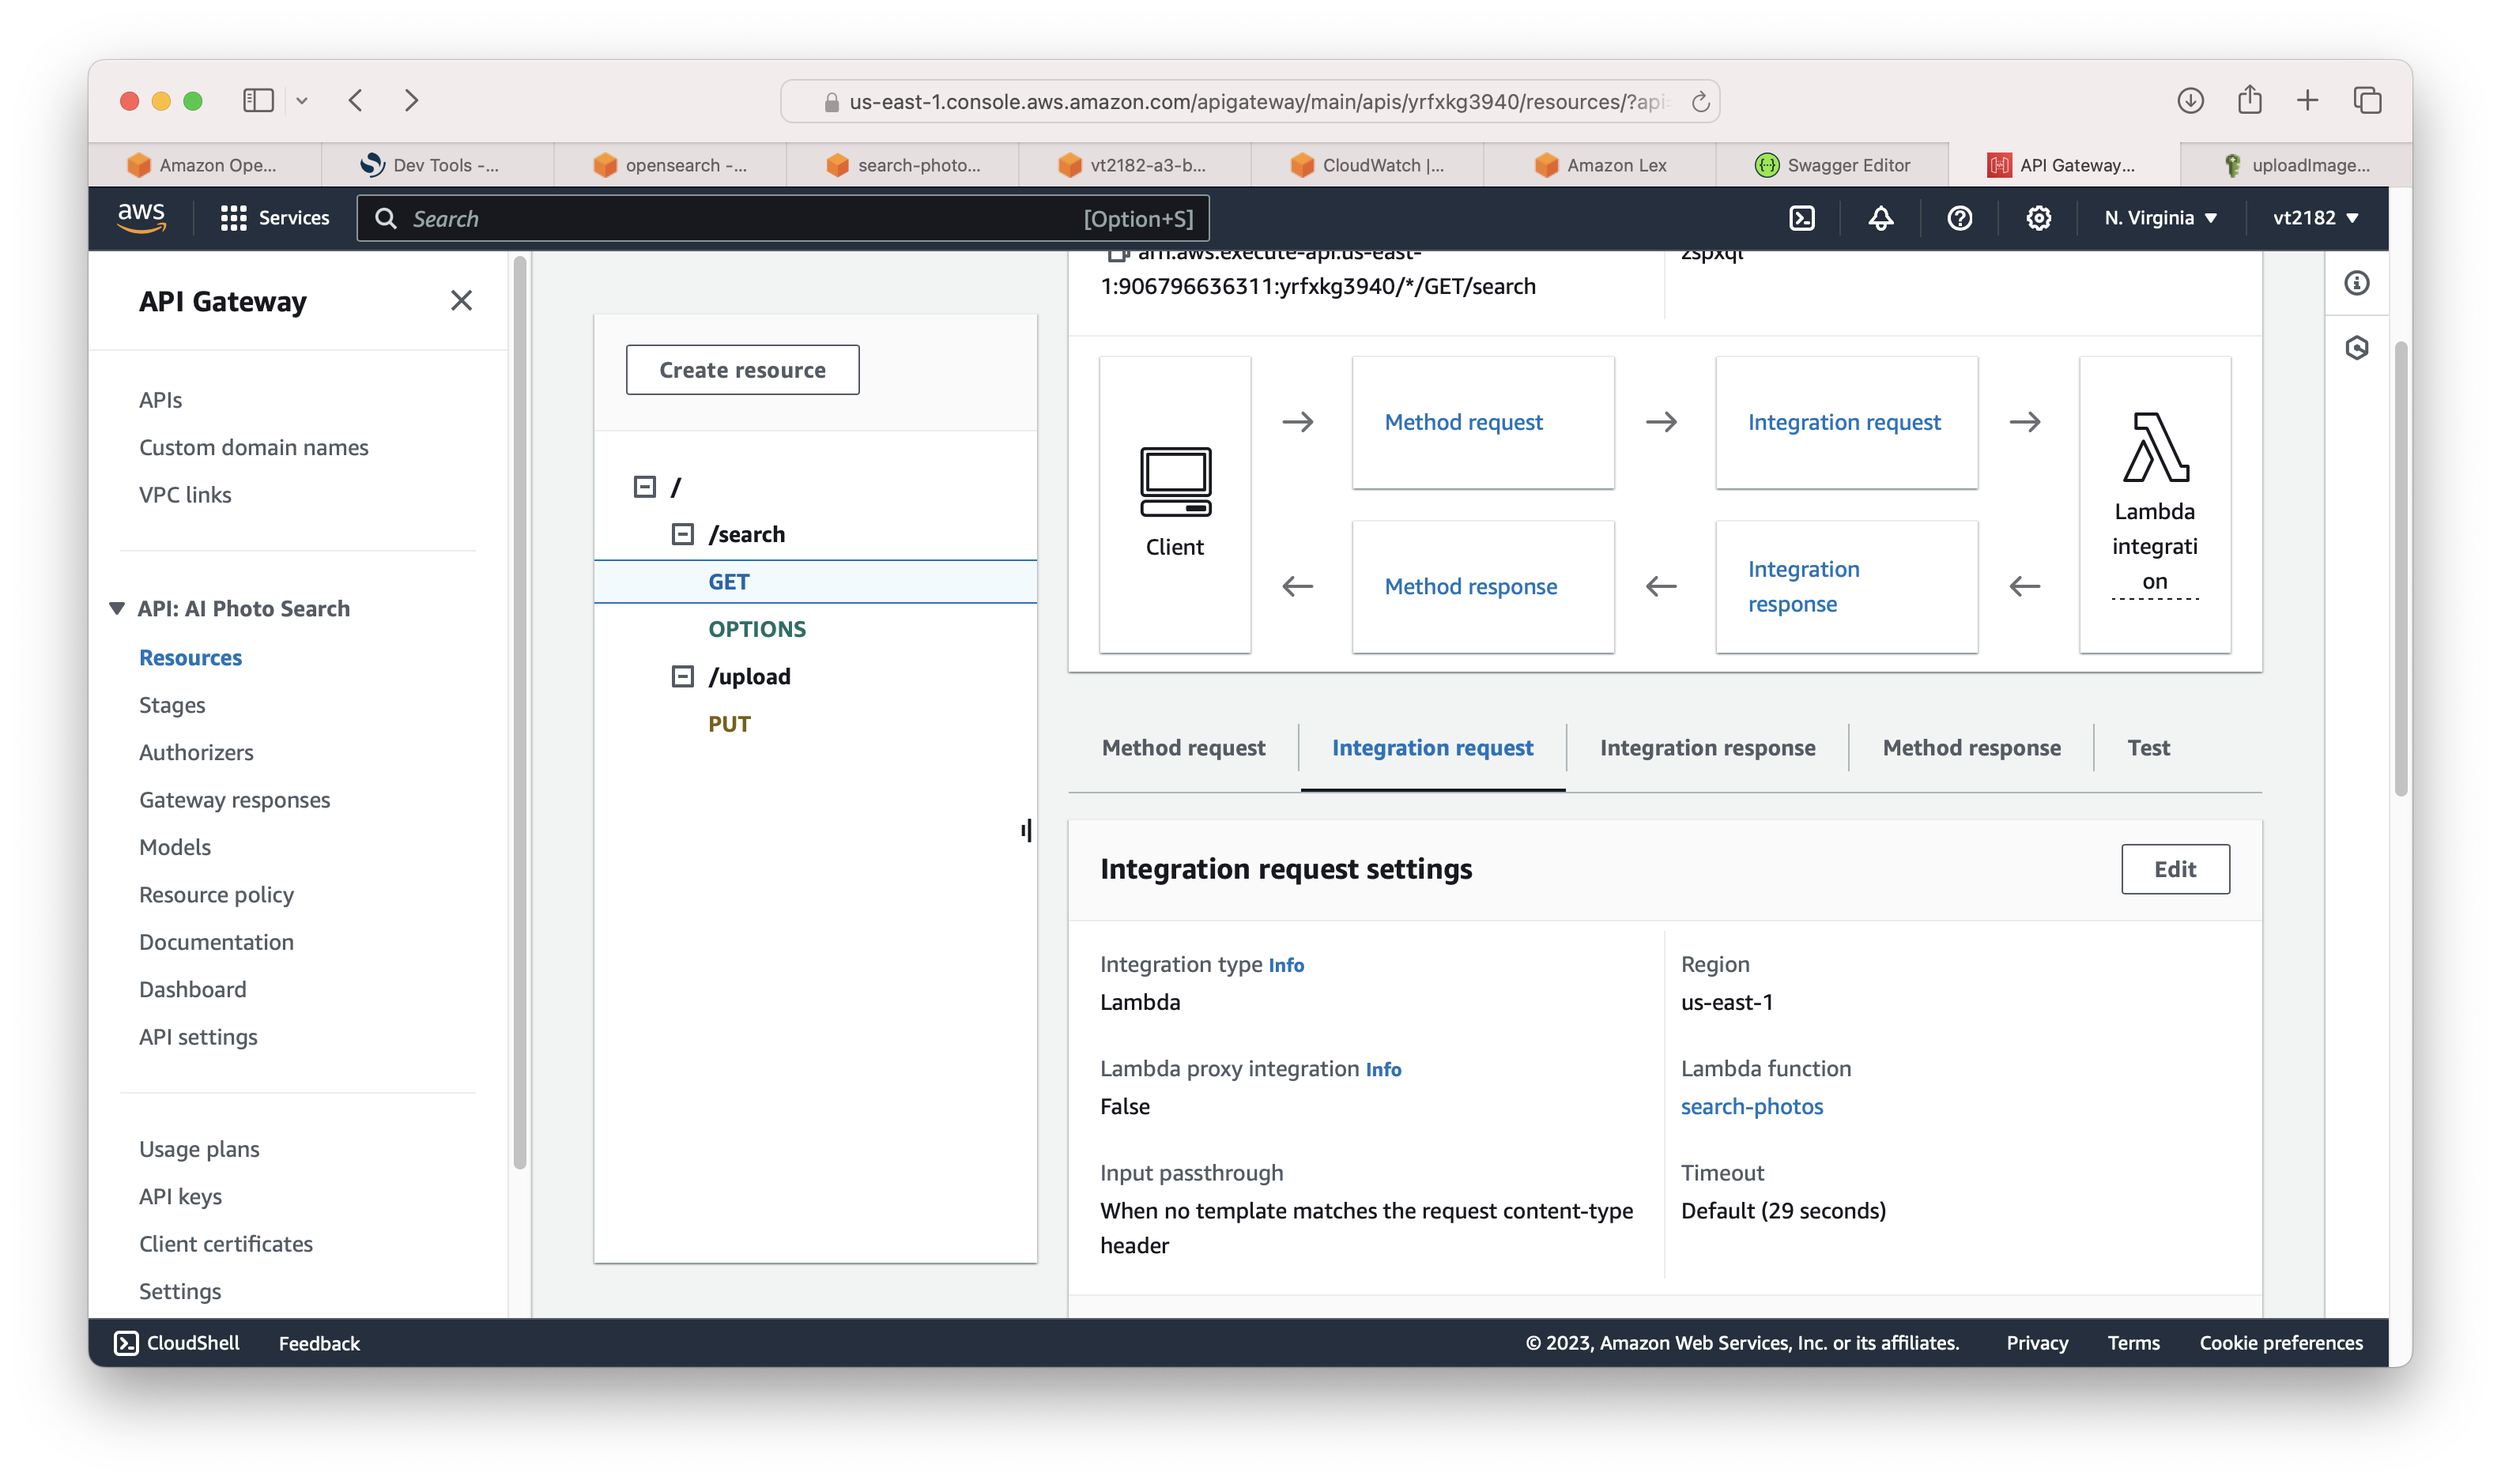 us-east-1.console.aws.amazon.com/apigateway/main/apis/yrfxkg3940/resources/?api=
Amazon Ope...
Dev Tools -...
opensearch -...
search-photo...
vt2182-a3-b...
CloudWatch |...
Amazon Lex
Swagger Editor
API Gateway...
uploadImage...
aws
Services
Search
[Option+S]
N. Virginia
vt2182
API Gateway
APIs
Custom domain names
VPC links
API: AI Photo Search
Resources
Stages
Authorizers
Gateway responses
Models
Resource policy
Documentation
Dashboard
API settings
Usage plans
API keys
Client certificates
Settings
Create resource
/
/search
GET
OPTIONS
/upload
PUT
arn:aws:execute-api:us-east-
1:906796636311:yrfxkg3940/*/GET/search
zspxql
Client
Method request
Integration request
Method response
Integration
response
Lambda
integrati
on
Method request
Integration request
Integration response
Method response
Test
Integration request settings
Edit
Integration type Info
Lambda
Region
us-east-1
Lambda proxy integration Info
False
Lambda function
search-photos
Input passthrough
When no template matches the request content-type
header
Timeout
Default (29 seconds)
CloudShell
Feedback
© 2023, Amazon Web Services, Inc. or its affiliates.
Privacy
Terms
Cookie preferences